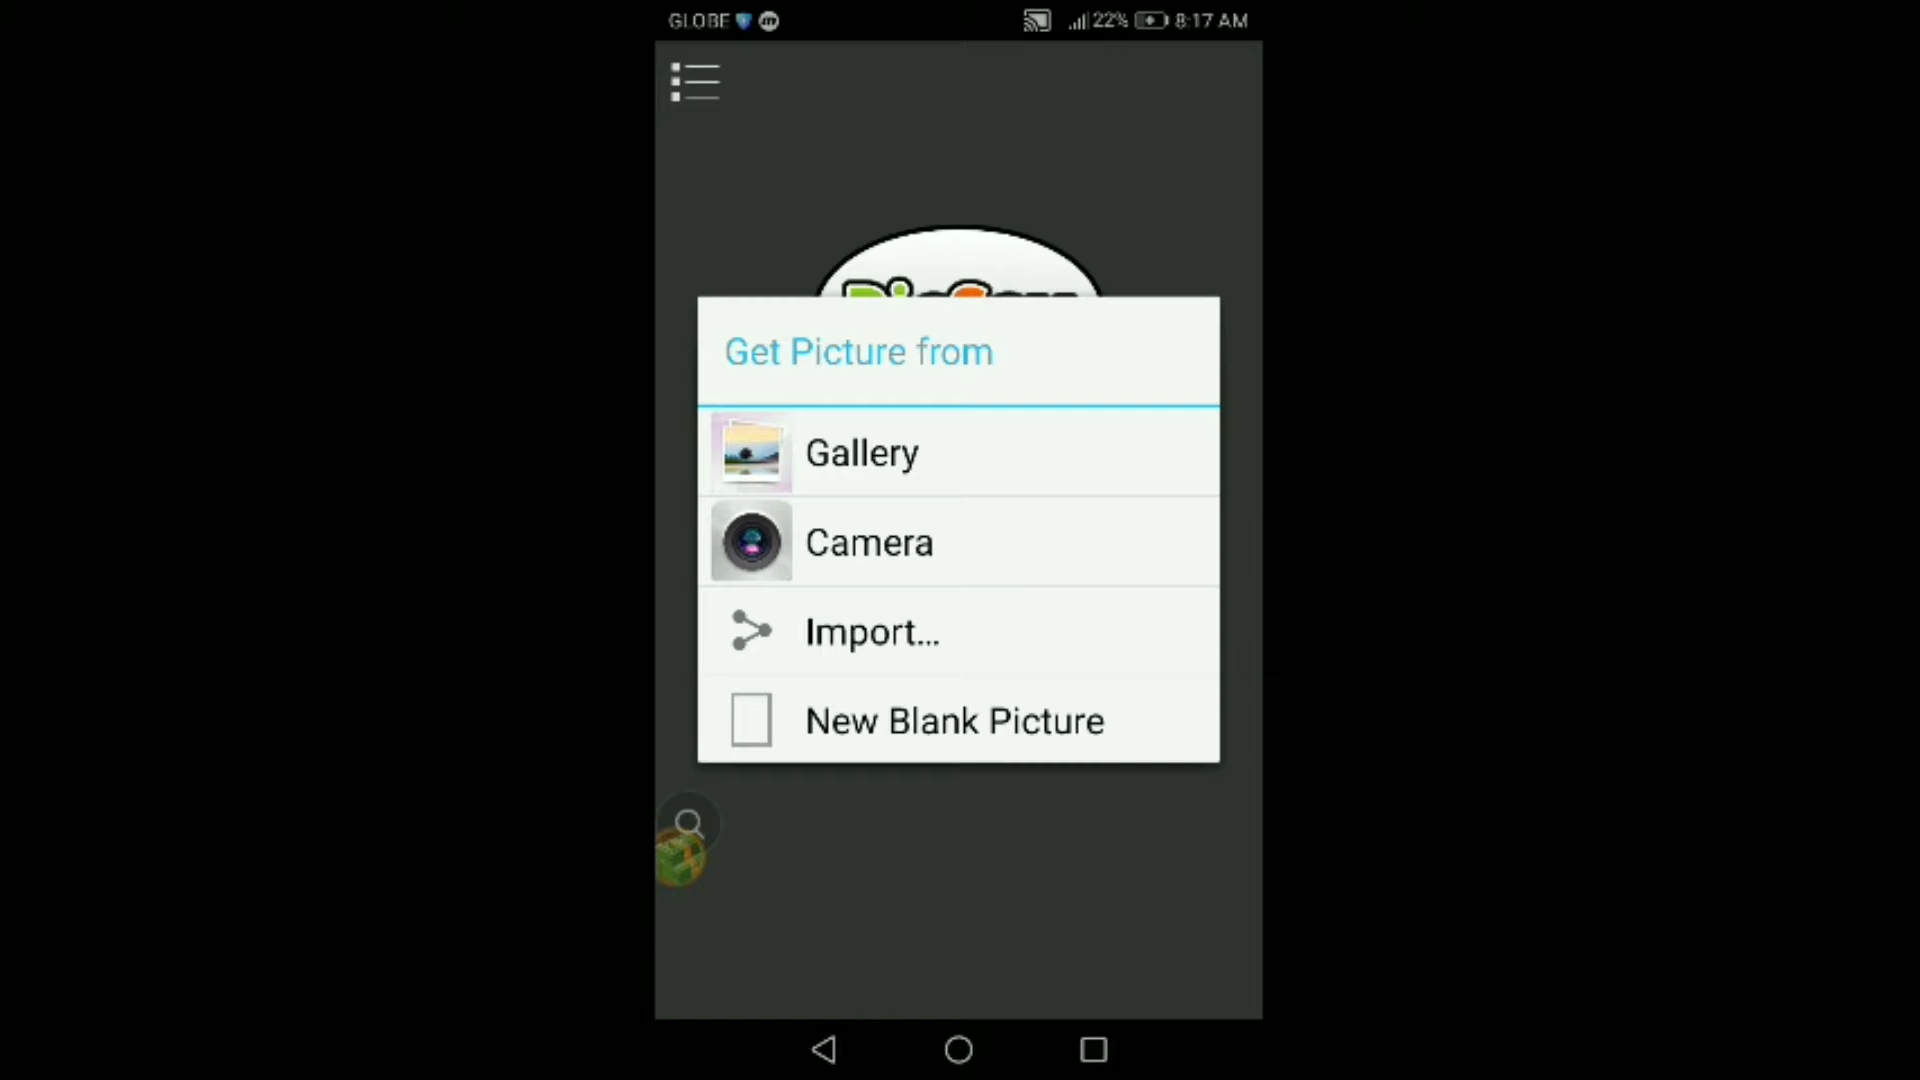 GLOBE 22% 8:17 AM
Get Picture from
Gallery
Camera
Import...
New Blank Picture